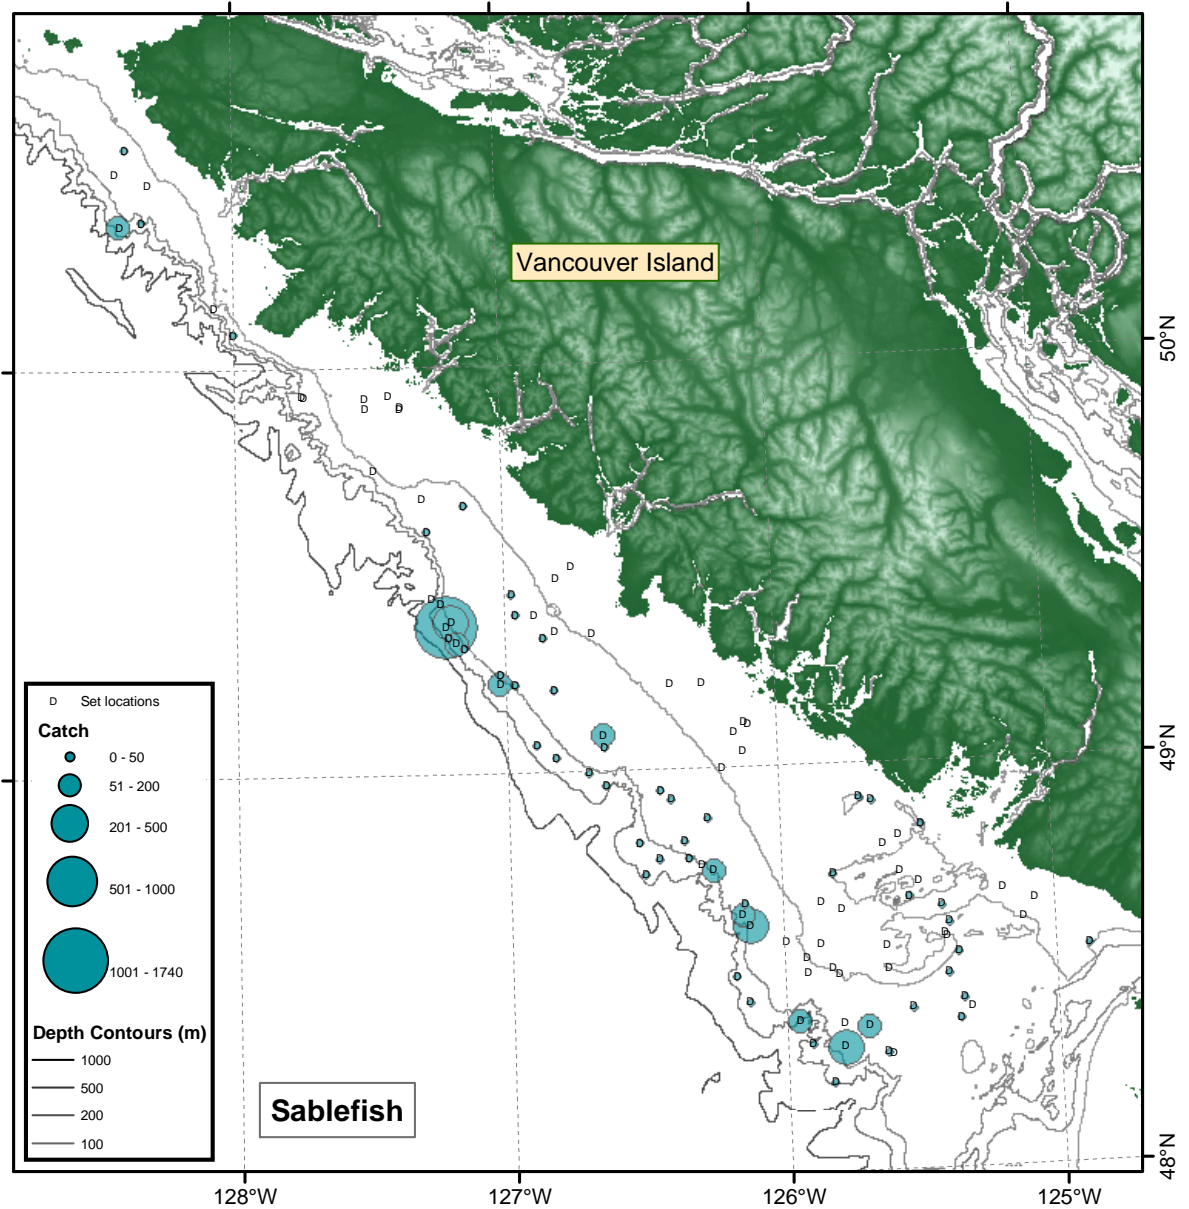 Vancouver Island
50°N
49°N
48°N
D Set locations
Catch
0 - 50
51 - 200
201 - 500
501 - 1000
1001 - 1740
Depth Contours (m)
1000
500
200
100
Sablefish
128°W
127°W
126°W
125°W